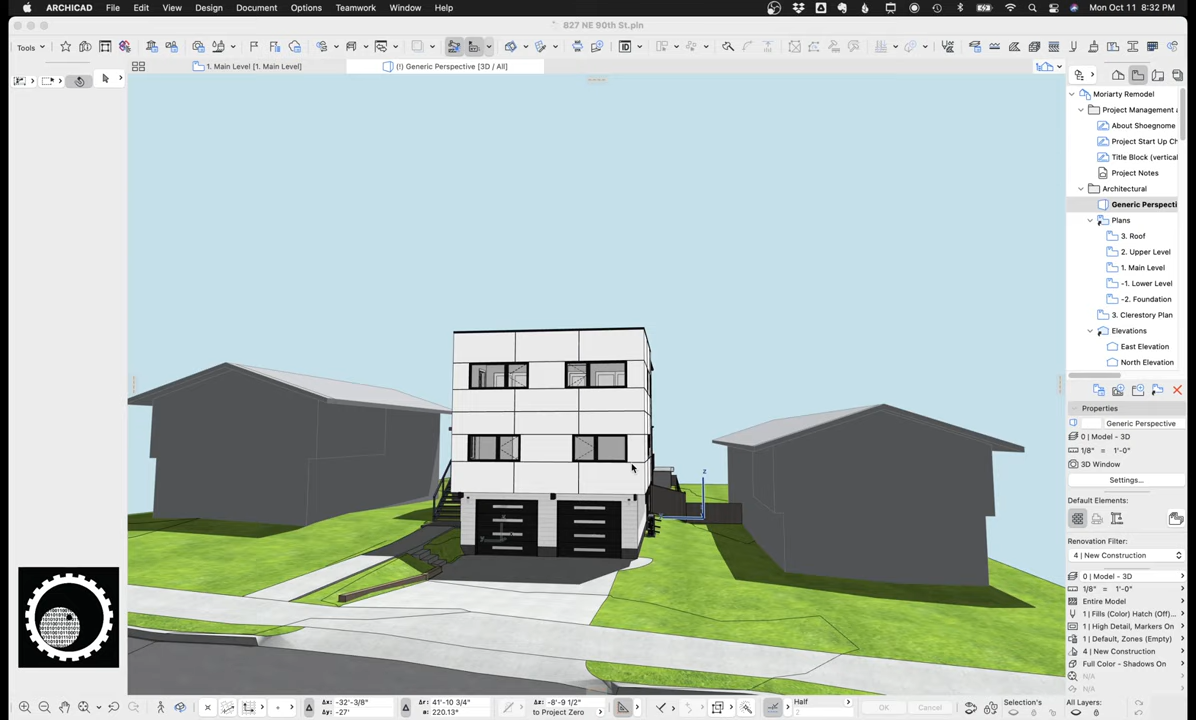 ARCHICAD File Edit View Design Document Options Teamwork Window Help
Mon Oct 11 8:32 PM
827 NE 90th St.pln
Tools
1. Main Level [1. Main Level]
(!) Generic Perspective [3D / All]
Moriarty Remodel
Project Management a
About Shoegnome
Project Start Up Ch
Title Block (vertical
Project Notes
Architectural
Generic Perspecti
Plans
3. Roof
2. Upper Level
1. Main Level
-1. Lower Level
-2. Foundation
3. Clerestory Plan
Elevations
East Elevation
North Elevation
Properties
Generic Perspective
0 | Model - 3D
1/8" = 1'-0"
3D Window
Settings...
Default Elements:
Renovation Filter:
4 | New Construction
0 | Model - 3D
1/8" = 1'-0"
Entire Model
1 | Fills (Color) Hatch (Off)...
1 | High Detail, Markers On
1 | Default, Zones (Empty)
4 | New Construction
Full Color - Shadows On
N/A
N/A
z
Δx: -32'-3/8"
Δy: -27'
Δr: 41'-10 3/4"
a: 220.13°
Δz: -8'-9 1/2"
to Project Zero
Half
2
OK
Cancel
Selection's
All Layers: